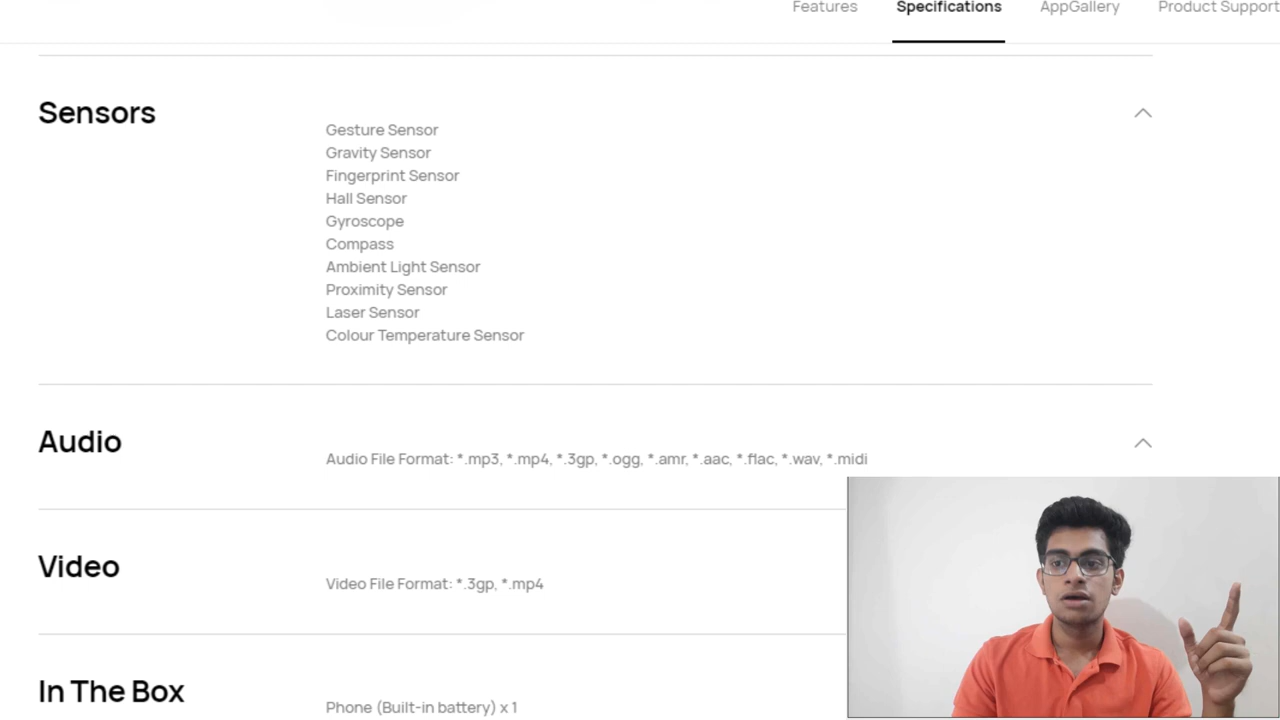 Features Specifications AppGallery Product Support
Sensors
Gesture Sensor
Gravity Sensor
Fingerprint Sensor
Hall Sensor
Gyroscope
Compass
Ambient Light Sensor
Proximity Sensor
Laser Sensor
Colour Temperature Sensor
Audio
Audio File Format: *.mp3, *.mp4, *.3gp, *.ogg, *.amr, *.aac, *.flac, *.wav, *.midi
Video
Video File Format: *.3gp, *.mp4
In The Box
Phone (Built-in battery) x 1